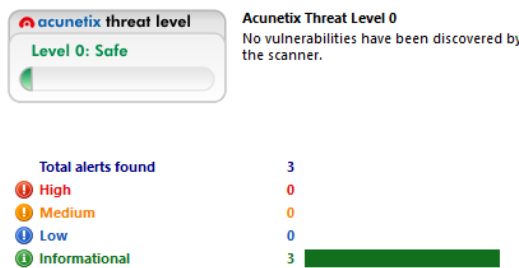 acunetix threat level
Level 0: Safe
Acunetix Threat Level 0
No vulnerabilities have been discovered by
the scanner.
Total alerts found 3
High 0
Medium 0
Low 0
Informational 3